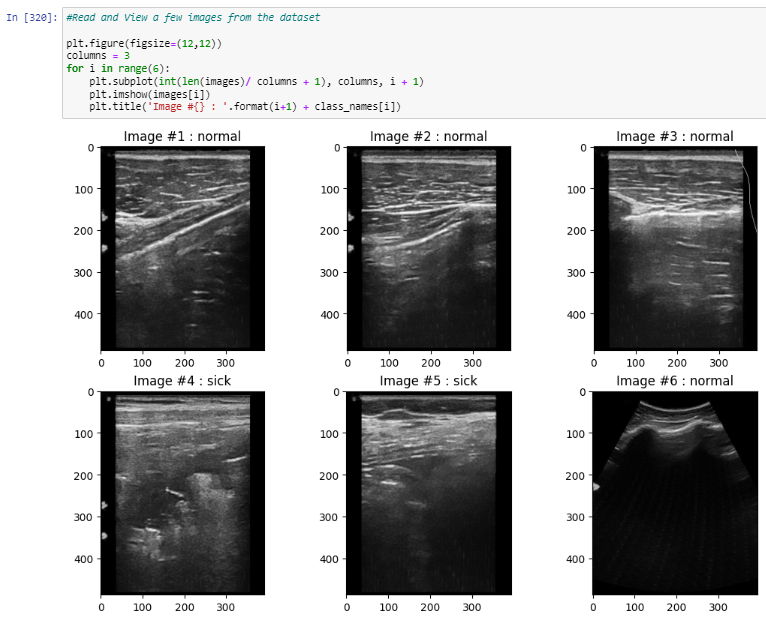 In [320]: #Read and View a few images from the dataset
plt.figure(figsize=(12,12))
columns = 3
for i in range(6):
    plt.subplot(int(len(images)/ columns + 1), columns, i + 1)
    plt.imshow(images[i])
    plt.title('Image #{} : '.format(i+1) + class_names[i])
Image #1 : normal Image #2 : normal Image #3 : normal
0 0 0
100 100 100
200 200 200
300 300 300
400 400 400
0 100 200 300 0 100 200 300 0 100 200 300
Image #4 : sick Image #5 : sick Image #6 : normal
0 0 0
100 100 100
200 200 200
300 300 300
400 400 400
0 100 200 300 0 100 200 300 0 100 200 300